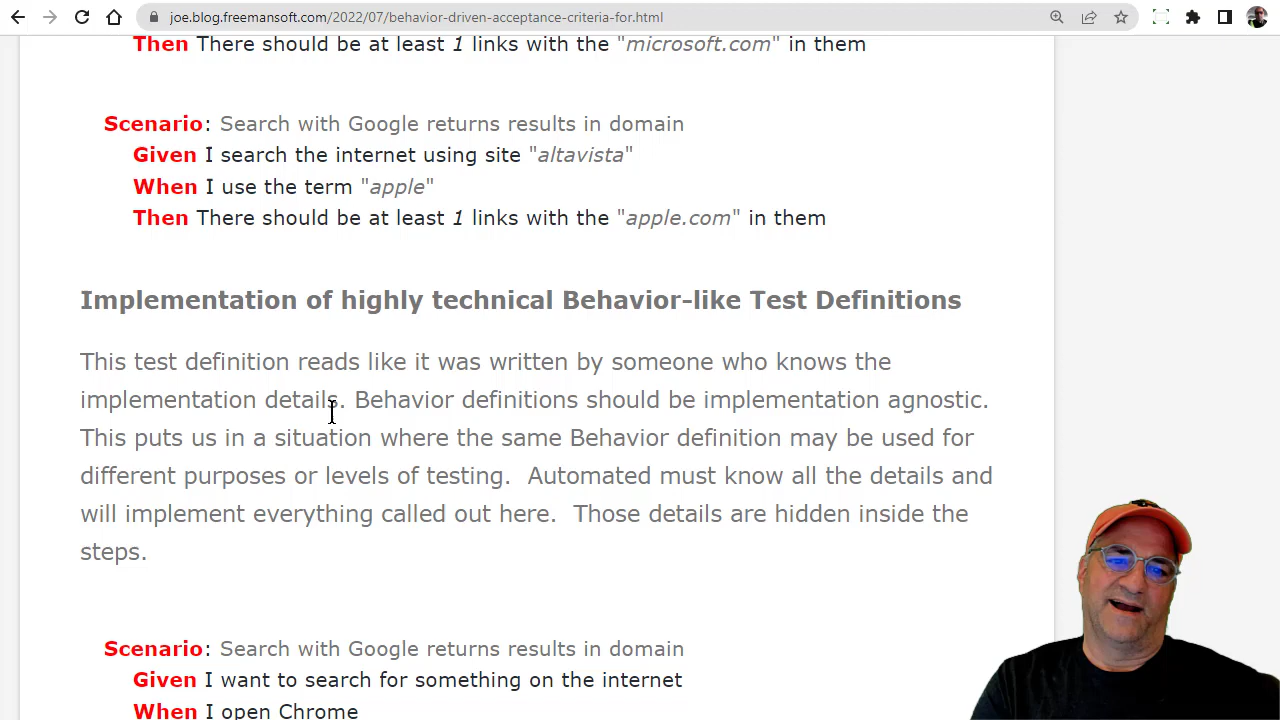 joe.blog.freemansoft.com/2022/07/behavior-driven-acceptance-criteria-for.html
Then There should be at least 1 links with the "microsoft.com" in them
Scenario: Search with Google returns results in domain
Given I search the internet using site "altavista"
When I use the term "apple"
Then There should be at least 1 links with the "apple.com" in them
Implementation of highly technical Behavior-like Test Definitions
This test definition reads like it was written by someone who knows the
implementation details. Behavior definitions should be implementation agnostic.
This puts us in a situation where the same Behavior definition may be used for
different purposes or levels of testing.  Automated must know all the details and
will implement everything called out here.  Those details are hidden inside the
steps.
Scenario: Search with Google returns results in domain
Given I want to search for something on the internet
When I open Chrome